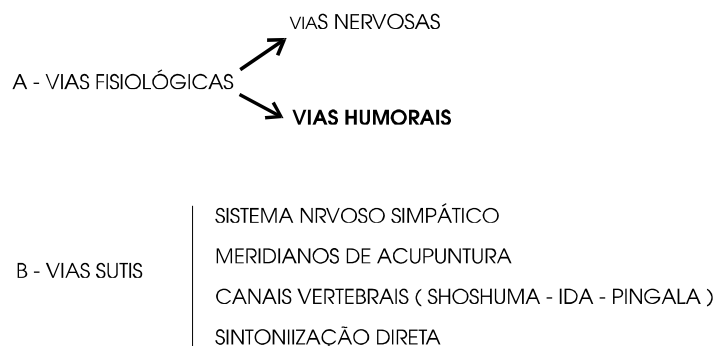 VIAS NERVOSAS
A - VIAS FISIOLÓGICAS
VIAS HUMORAIS
SISTEMA NRVOSO SIMPÁTICO
MERIDIANOS DE ACUPUNTURA
B - VIAS SUTIS
CANAIS VERTEBRAIS ( SHOSHUMA - IDA - PINGALA )
SINTONIIZAÇÃO DIRETA